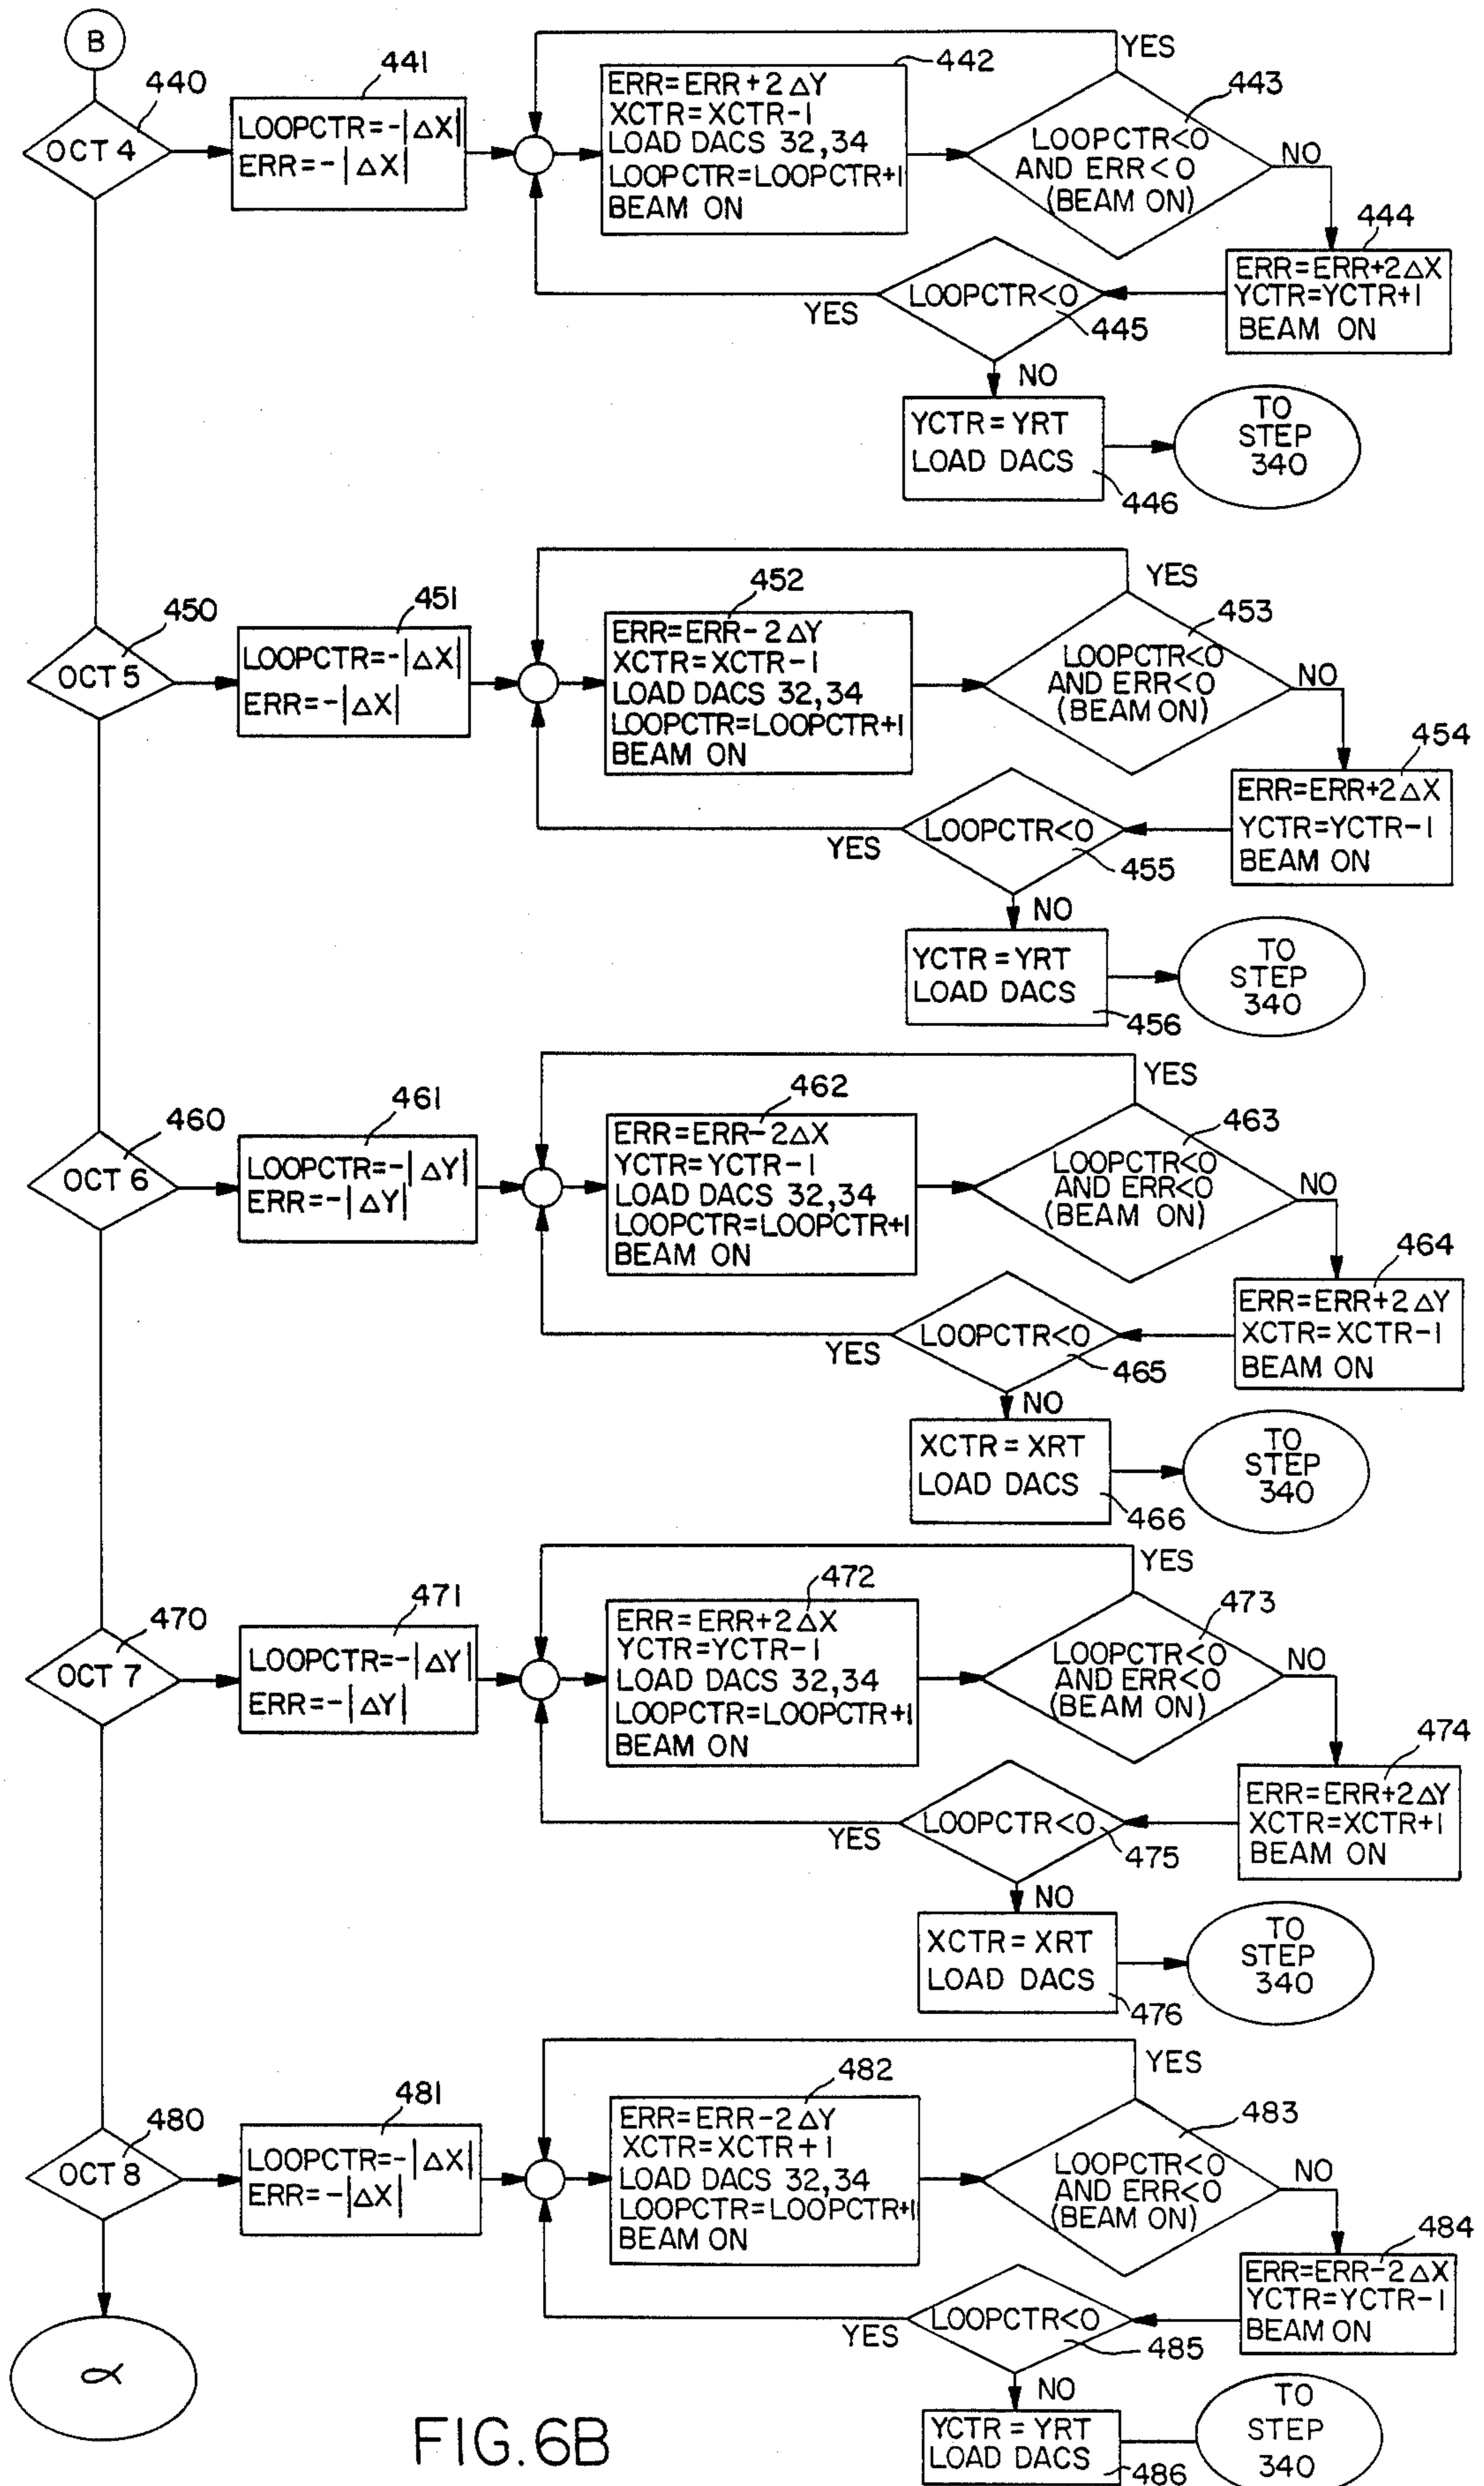 B
440
OCT 4
441
LOOPCTR=-|ΔX|
ERR=-|ΔX|
442
ERR=ERR+2ΔY
XCTR=XCTR-1
LOAD DACS 32,34
LOOPCTR=LOOPCTR+1
BEAM ON
YES
443
LOOPCTR<0
AND ERR<0
(BEAM ON)
NO
444
ERR=ERR+2ΔX
YCTR=YCTR+1
BEAM ON
LOOPCTR<0
YES
445
NO
YCTR=YRT
LOAD DACS
446
TO
STEP
340
450
OCT 5
451
LOOPCTR=-|ΔX|
ERR=-|ΔX|
452
ERR=ERR-2ΔY
XCTR=XCTR-1
LOAD DACS 32,34
LOOPCTR=LOOPCTR+1
BEAM ON
YES
453
LOOPCTR<0
AND ERR<0
(BEAM ON)
NO
454
ERR=ERR+2ΔX
YCTR=YCTR-1
BEAM ON
LOOPCTR<0
YES
455
NO
YCTR=YRT
LOAD DACS
456
TO
STEP
340
460
OCT 6
461
LOOPCTR=-|ΔY|
ERR=-|ΔY|
462
ERR=ERR-2ΔX
YCTR=YCTR-1
LOAD DACS 32,34
LOOPCTR=LOOPCTR+1
BEAM ON
YES
463
LOOPCTR<0
AND ERR<0
(BEAM ON)
NO
464
ERR=ERR+2ΔY
XCTR=XCTR-1
BEAM ON
LOOPCTR<0
YES
465
NO
XCTR=XRT
LOAD DACS
466
TO
STEP
340
470
OCT 7
471
LOOPCTR=-|ΔY|
ERR=-|ΔY|
472
ERR=ERR+2ΔX
YCTR=YCTR-1
LOAD DACS 32,34
LOOPCTR=LOOPCTR+1
BEAM ON
YES
473
LOOPCTR<0
AND ERR<0
(BEAM ON)
NO
474
ERR=ERR+2ΔY
XCTR=XCTR+1
BEAM ON
LOOPCTR<0
YES
475
NO
XCTR=XRT
LOAD DACS
476
TO
STEP
340
480
OCT 8
481
LOOPCTR=-|ΔX|
ERR=-|ΔX|
482
ERR=ERR-2ΔY
XCTR=XCTR+1
LOAD DACS 32,34
LOOPCTR=LOOPCTR+1
BEAM ON
YES
483
LOOPCTR<0
AND ERR<0
(BEAM ON)
NO
484
ERR=ERR-2ΔX
YCTR=YCTR-1
BEAM ON
LOOPCTR<0
YES
485
NO
YCTR=YRT
LOAD DACS
486
TO
STEP
340
α
FIG.6B